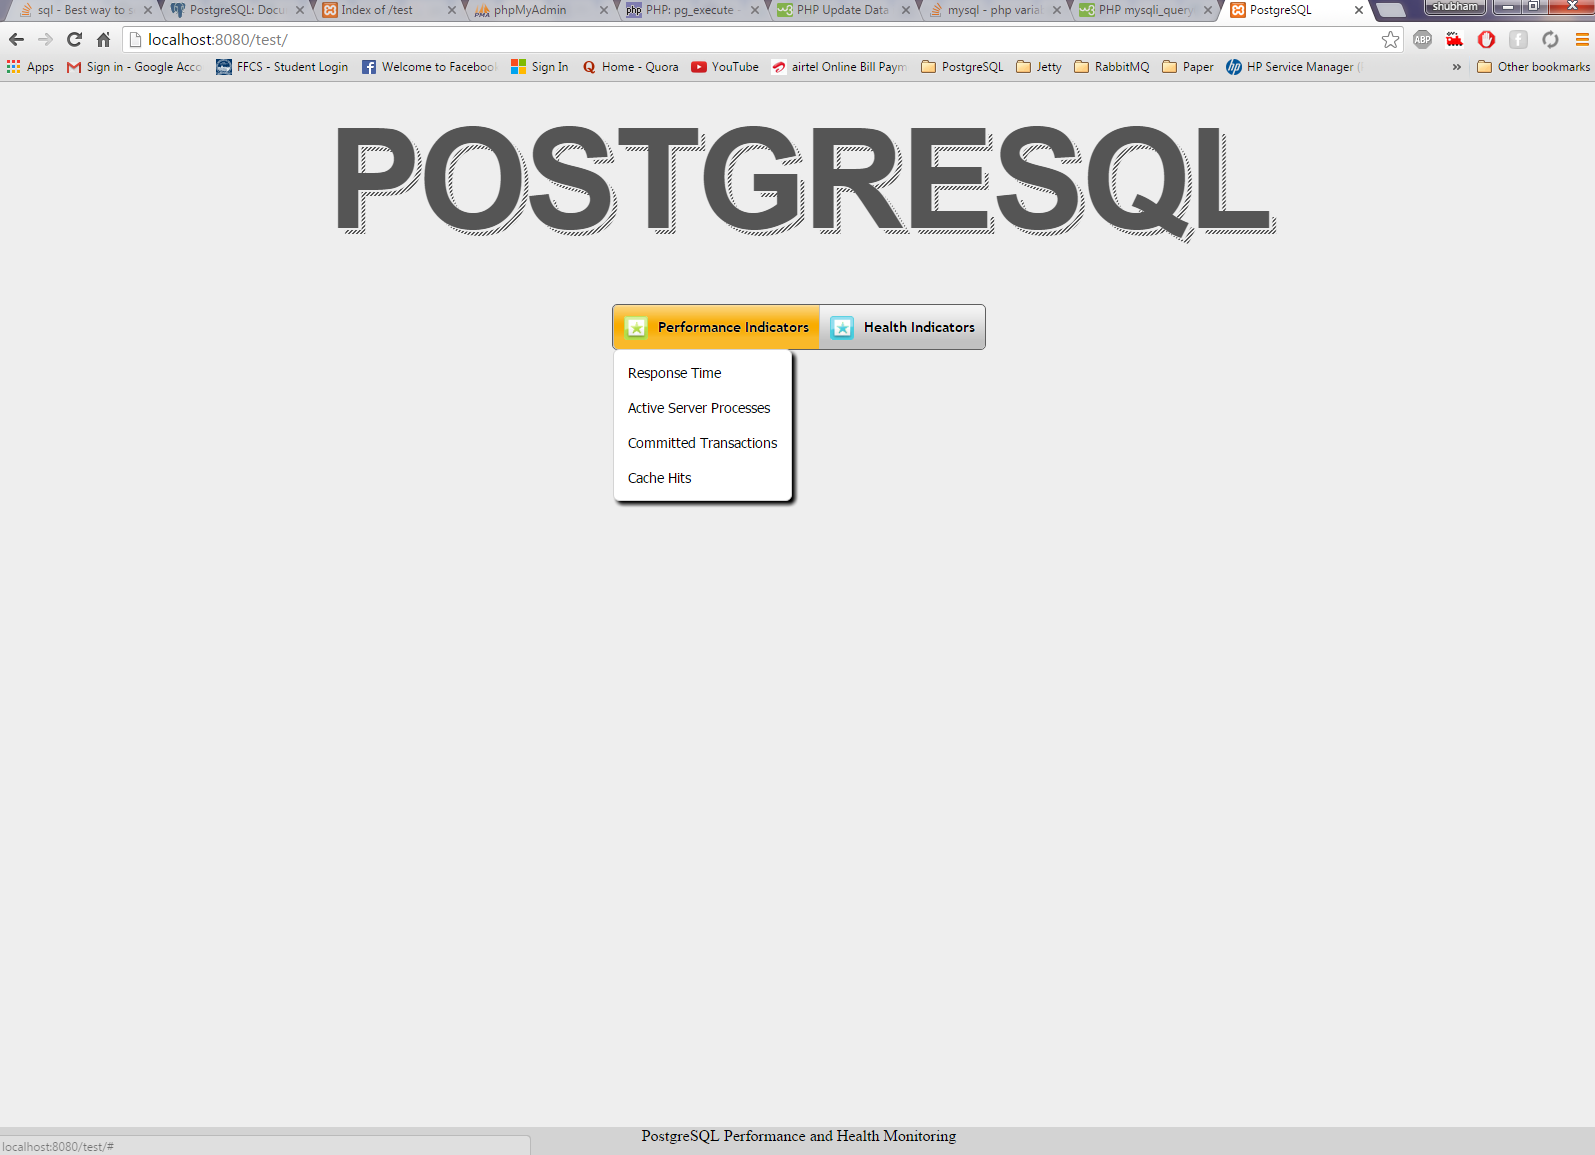 sql - Best way to s
PostgreSQL: Docu
Index of /test
phpMyAdmin
PHP: pg_execute
PHP Update Data
mysql - php varia
PHP mysqli_query
PostgreSQL
shubham
localhost:8080/test/
ABP
Apps
Sign in - Google Acco
FFCS - Student Login
Welcome to Facebook
Sign In
Home - Quora
YouTube
airtel Online Bill Paym
PostgreSQL
Jetty
RabbitMQ
Paper
HP Service Manager (
»
Other bookmarks
POSTGRESQL
Performance Indicators
Health Indicators
Response Time
Active Server Processes
Committed Transactions
Cache Hits
PostgreSQL Performance and Health Monitoring
localhost:8080/test/#